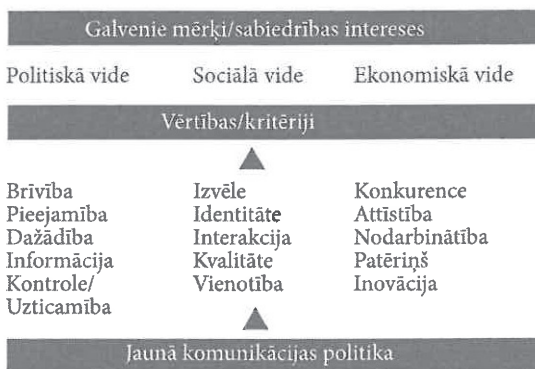 Galvenie mērķi/sabiedrības intereses
Politiskā vide Sociālā vide Ekonomiskā vide
Vērtības/kritēriji
Brīvība Izvēle Konkurence
Pieejamība Identitāte Attīstība
Dažādība Interakcija Nodarbinātība
Informācija Kvalitāte Patēriņš
Kontrole/ Vienotība Inovācija
Uzticamība
Jaunā komunikācijas politika